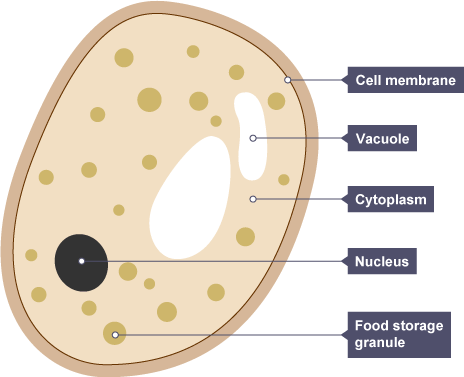 Cell membrane
Vacuole
Cytoplasm
Nucleus
Food storage
granule